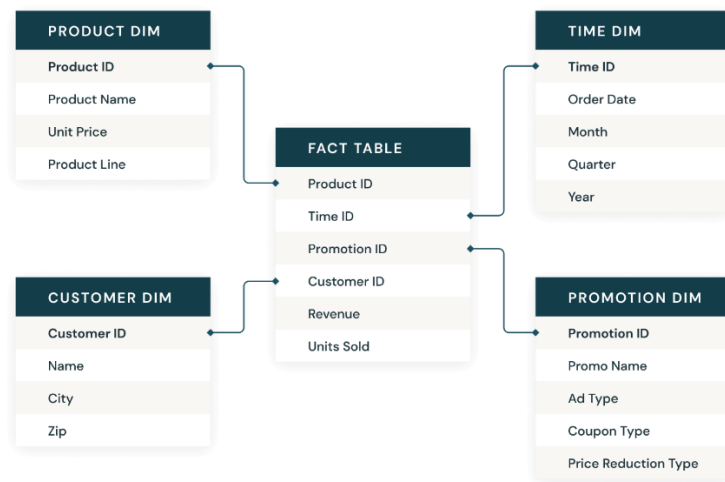 PRODUCT DIM
Product ID
Product Name
Unit Price
Product Line
TIME DIM
Time ID
Order Date
Month
Quarter
Year
FACT TABLE
Product ID
Time ID
Promotion ID
Customer ID
Revenue
Units Sold
CUSTOMER DIM
Customer ID
Name
City
Zip
PROMOTION DIM
Promotion ID
Promo Name
Ad Type
Coupon Type
Price Reduction Type